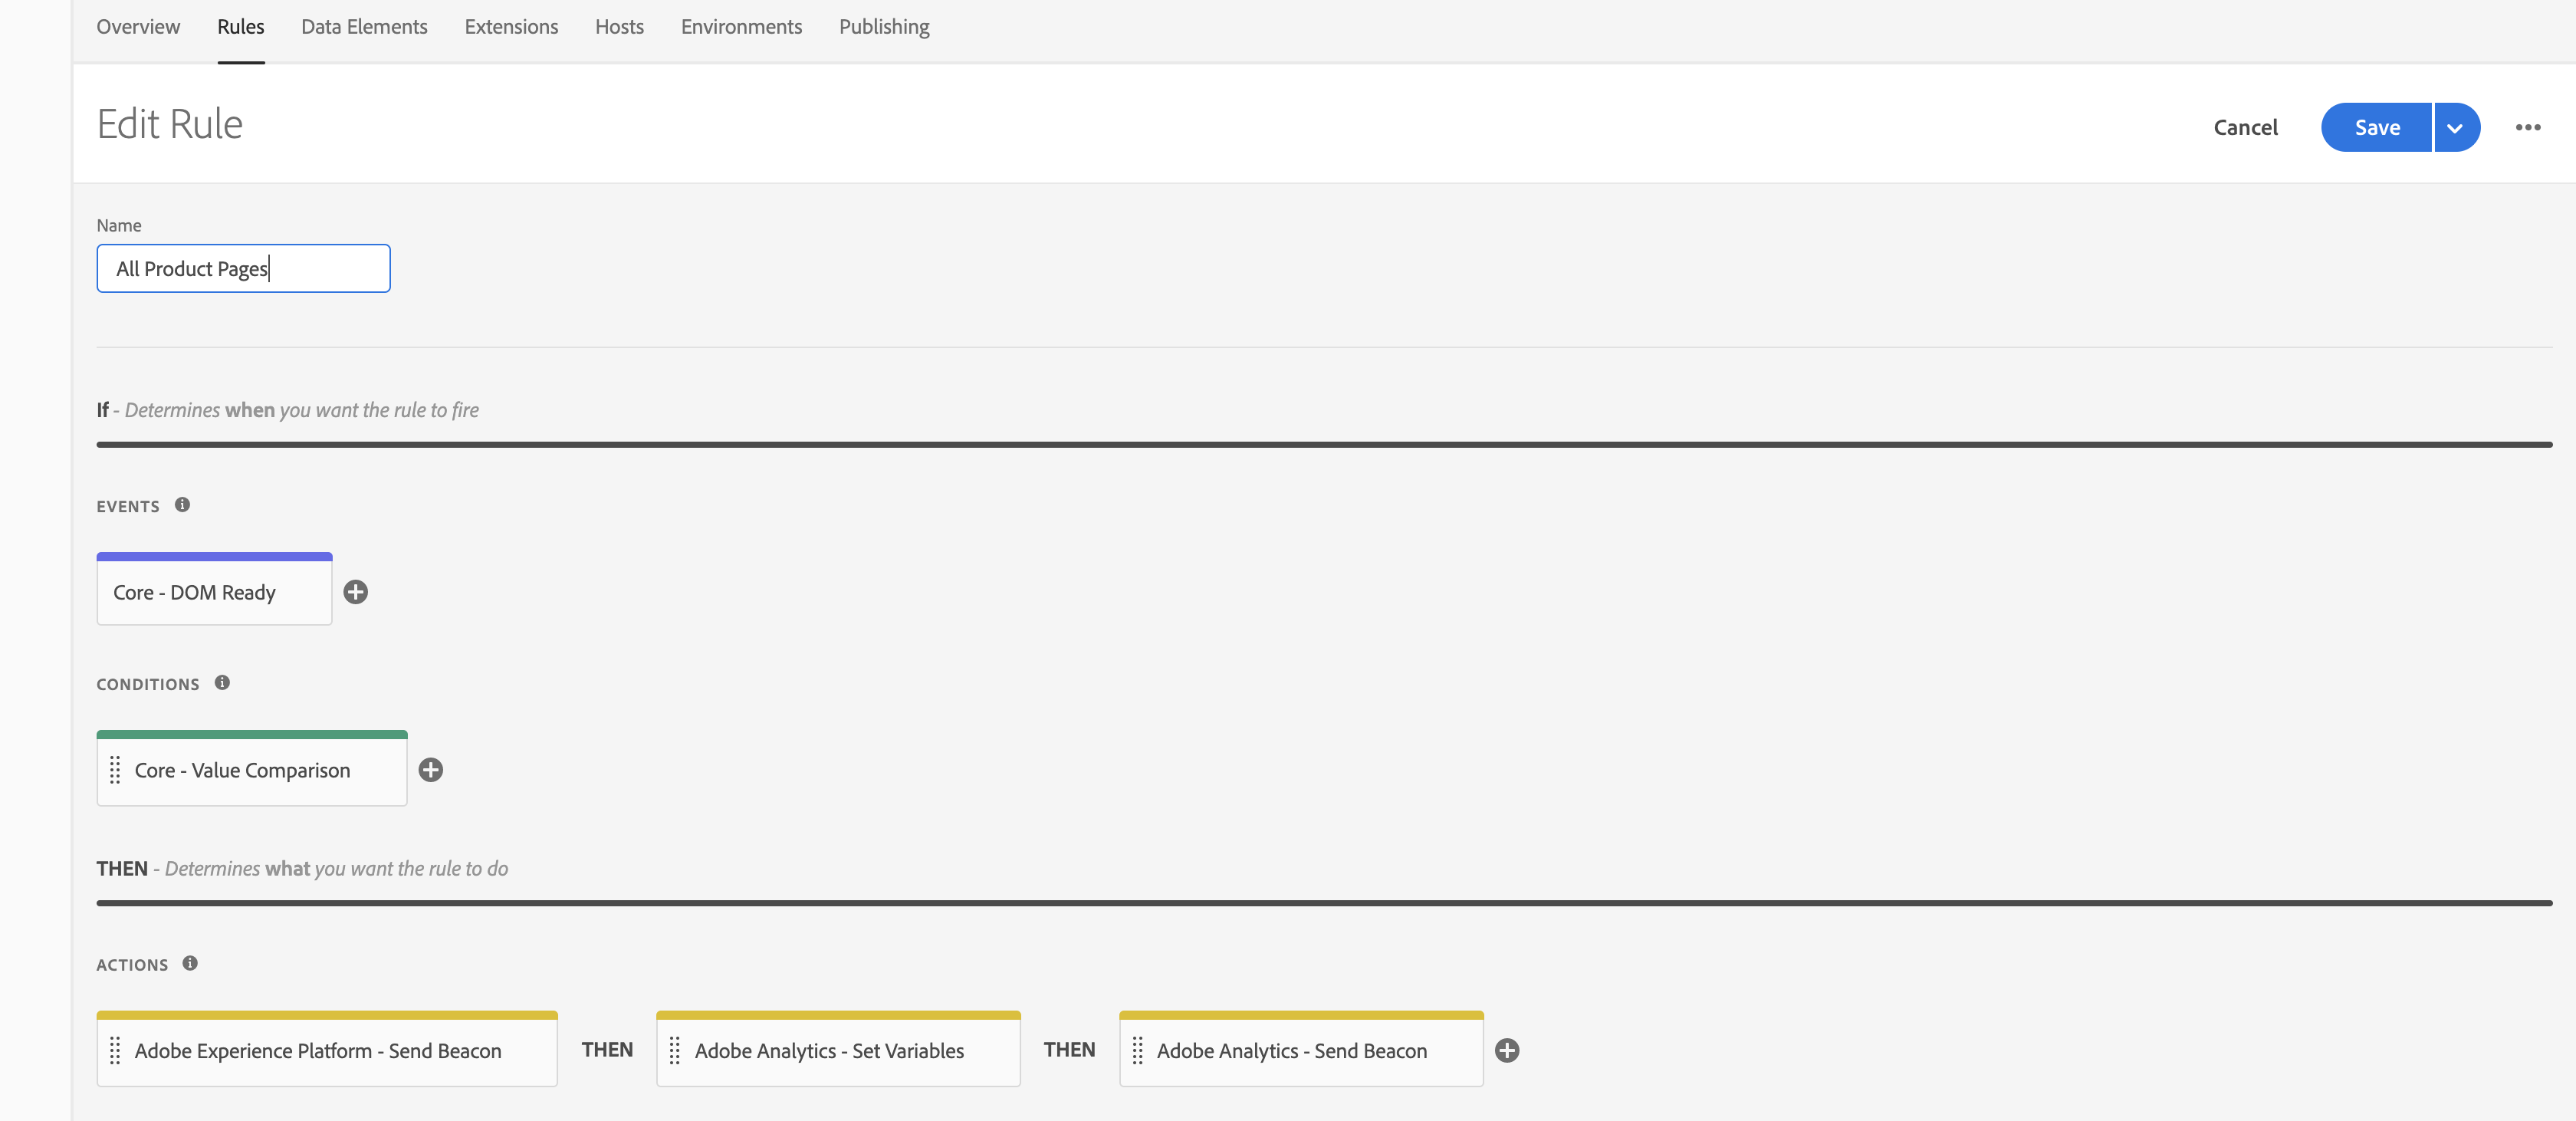 Overview Rules Data Elements Extensions Hosts Environments Publishing
Edit Rule
Cancel Save
Name
All Product Pages
If - Determines when you want the rule to fire
EVENTS
Core - DOM Ready
CONDITIONS
Core - Value Comparison
THEN - Determines what you want the rule to do
ACTIONS
Adobe Experience Platform - Send Beacon THEN Adobe Analytics - Set Variables THEN Adobe Analytics - Send Beacon